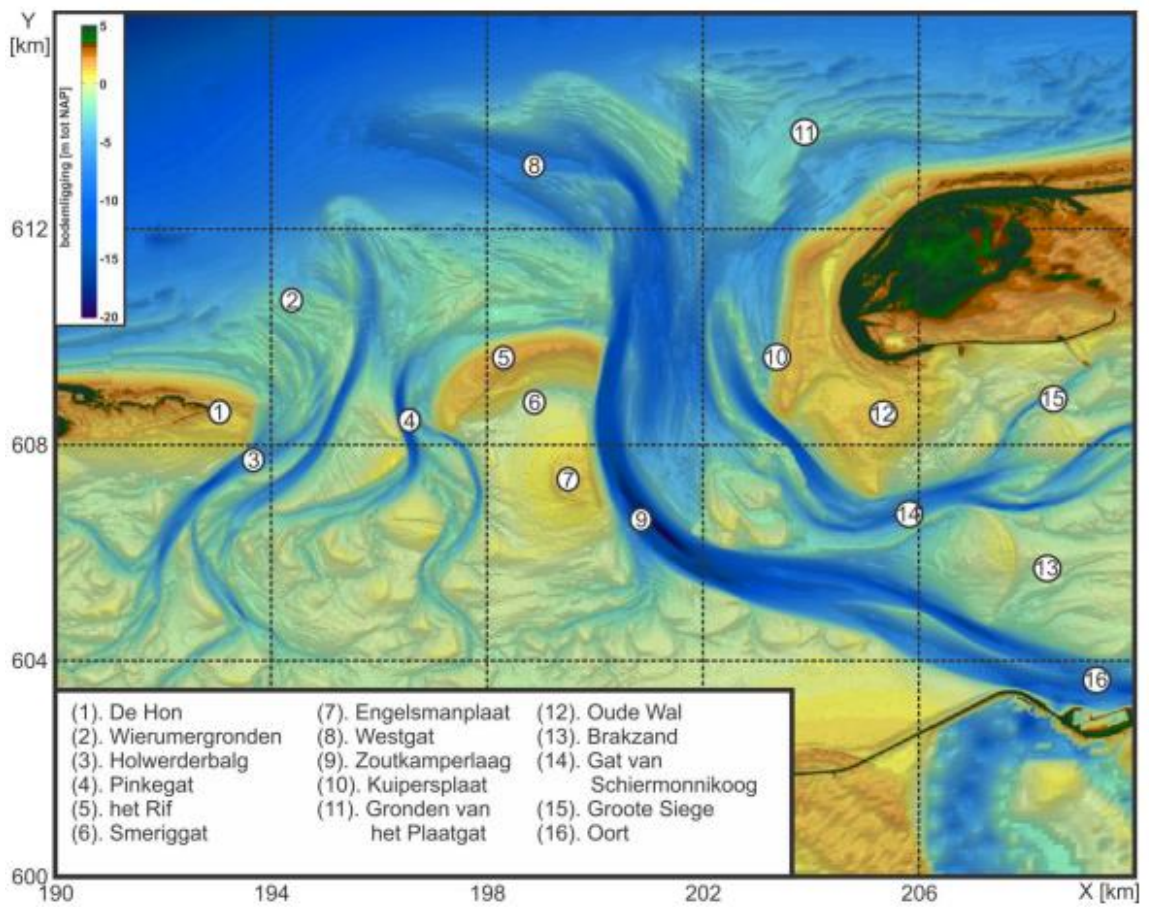 Y
[km]
5
0
-5
-10
-15
-20
bodemligging [m tot NAP]
11
8
612
2
5
10
15
1
6
12
4
608
3
7
9
14
13
604
16
(1). De Hon
(2). Wierumergronden
(3). Holwerderbalg
(4). Pinkegat
(5). het Rif
(6). Smeriggat
(7). Engelsmanplaat
(8). Westgat
(9). Zoutkamperlaag
(10). Kuipersplaat
(11). Gronden van
het Plaatgat
(12). Oude Wal
(13). Brakzand
(14). Gat van
Schiermonnikoog
(15). Groote Siege
(16). Oort
600
190
194
198
202
206
X [km]